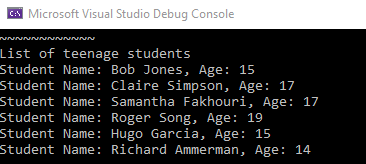 Microsoft Visual Studio Debug Console
~~~~~~~~~~~~
List of teenage students
Student Name: Bob Jones, Age: 15
Student Name: Claire Simpson, Age: 17
Student Name: Samantha Fakhouri, Age: 17
Student Name: Roger Song, Age: 19
Student Name: Hugo Garcia, Age: 15
Student Name: Richard Ammerman, Age: 14